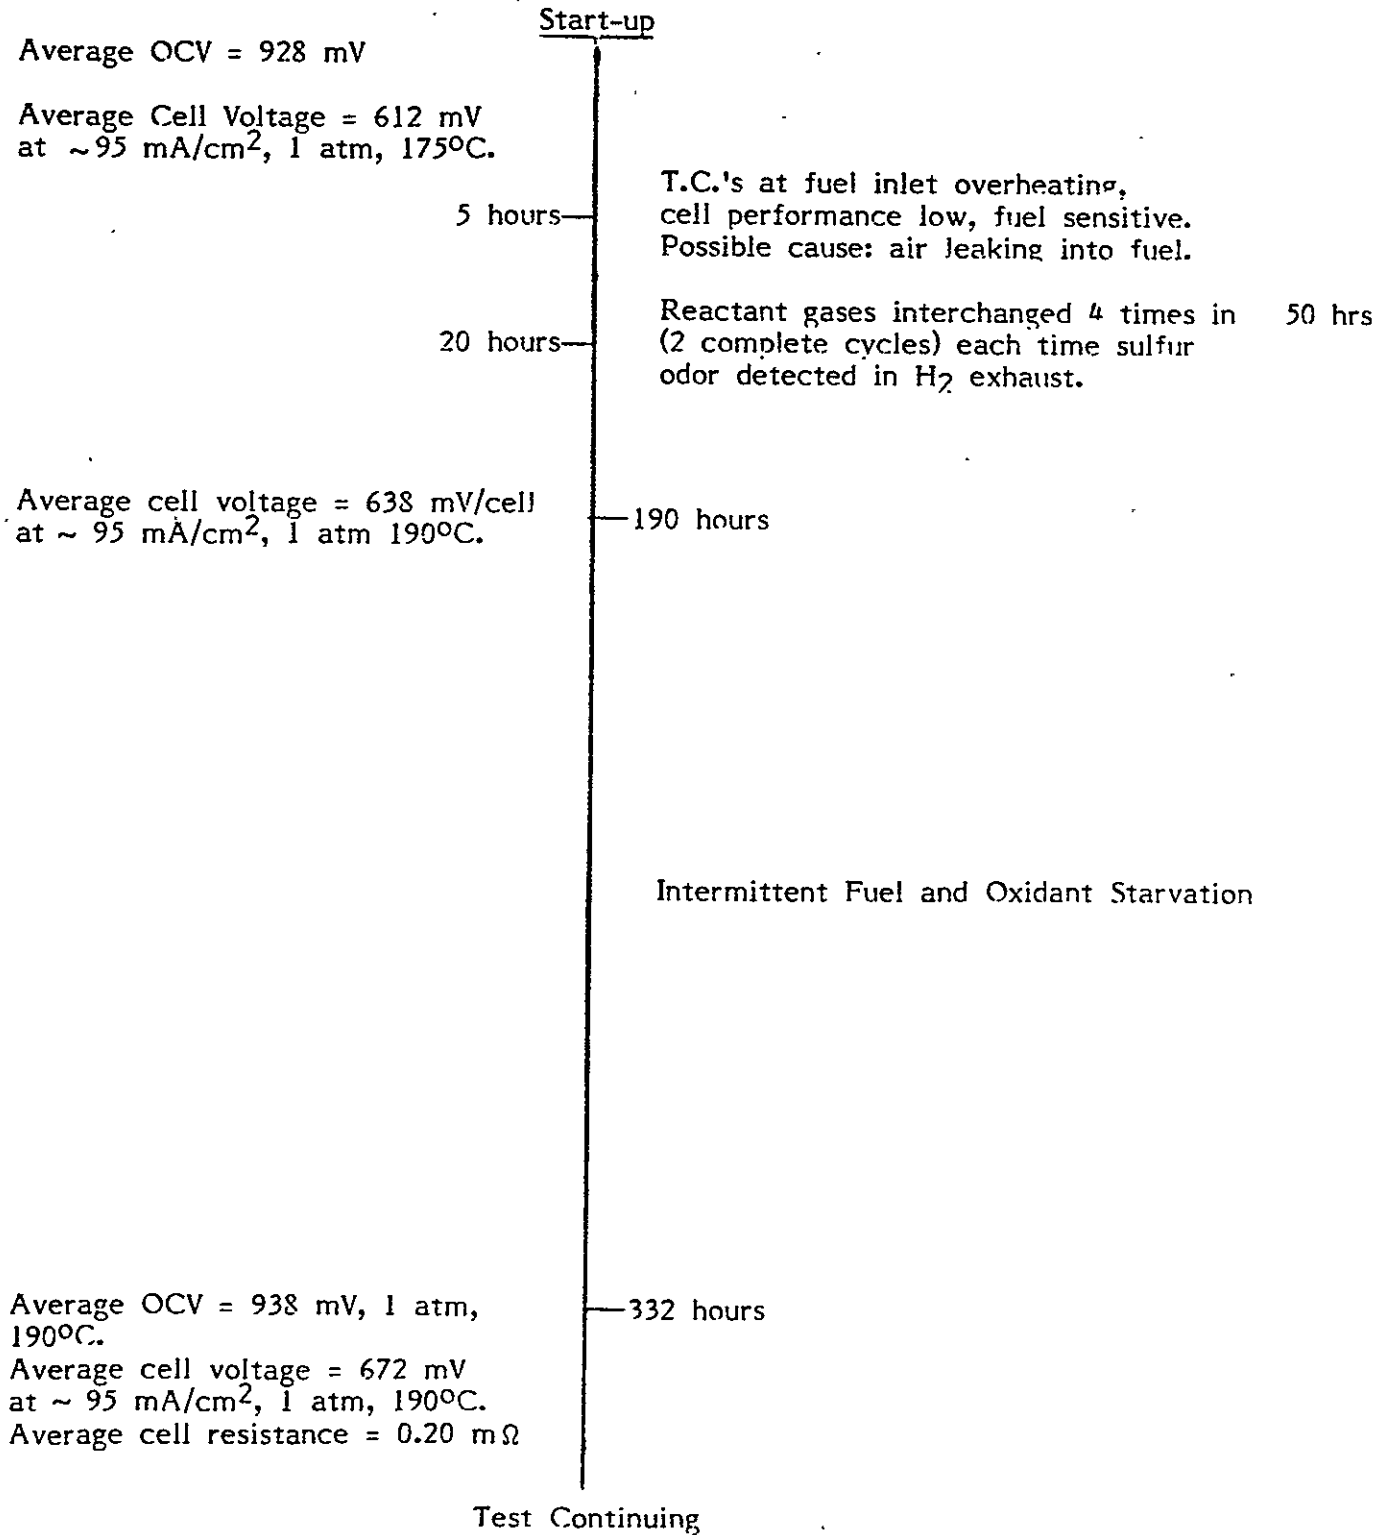 Start-up
Average OCV = 928 mV
Average Cell Voltage = 612 mV
at ~95 mA/cm², 1 atm, 175°C.
5 hours
T.C.'s at fuel inlet overheating,
cell performance low, fuel sensitive.
Possible cause: air leaking into fuel.
20 hours
Reactant gases interchanged 4 times in 50 hrs
(2 complete cycles) each time sulfur
odor detected in H₂ exhaust.
Average cell voltage = 638 mV/cell
at ~ 95 mA/cm², 1 atm 190°C.
190 hours
Intermittent Fuel and Oxidant Starvation
Average OCV = 938 mV, 1 atm,
190°C.
332 hours
Average cell voltage = 672 mV
at ~ 95 mA/cm², 1 atm, 190°C.
Average cell resistance = 0.20 mΩ
Test Continuing